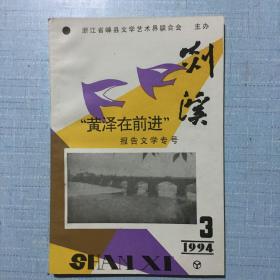 浙江省嵊县文学艺术界联合会 主办
剡溪
“黄泽在前进”
报告文学专号
3
1994
SHAN XI